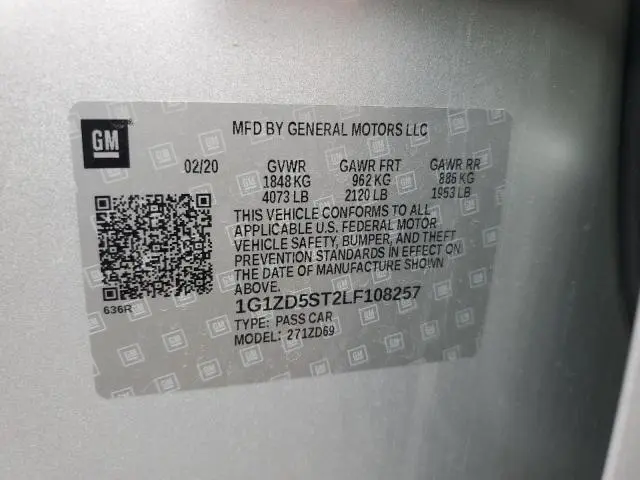 GM
MFD BY GENERAL MOTORS LLC
02/20 GVWR GAWR FRT GAWR RR
1848 KG 962 KG 886 KG
4073 LB 2120 LB 1953 LB
THIS VEHICLE CONFORMS TO ALL
APPLICABLE U.S. FEDERAL MOTOR
VEHICLE SAFETY, BUMPER, AND THEFT
PREVENTION STANDARDS IN EFFECT ON
THE DATE OF MANUFACTURE SHOWN
ABOVE.
636R
1G1ZD5ST2LF108257
TYPE: PASS CAR
MODEL: 271ZD69